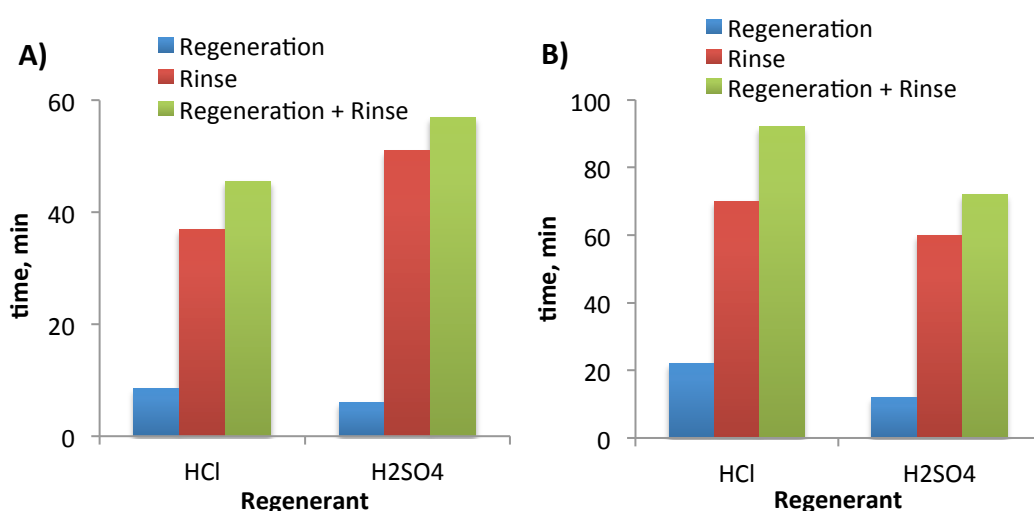 A)
Regeneration
Rinse
Regeneration + Rinse
60
40
20
0
time, min
HCl
H2SO4
Regenerant
B)
Regeneration
Rinse
Regeneration + Rinse
100
80
60
40
20
0
time, min
HCl
H2SO4
Regenerant